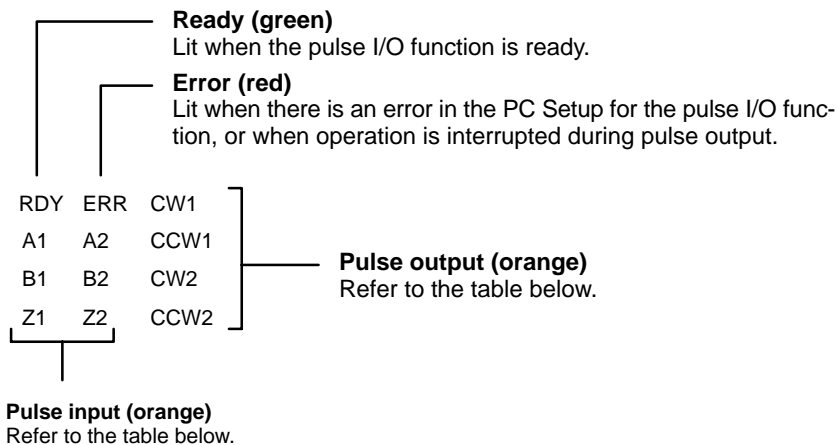 Ready (green)
Lit when the pulse I/O function is ready.
Error (red)
Lit when there is an error in the PC Setup for the pulse I/O func-
tion, or when operation is interrupted during pulse output.
RDY ERR CW1
A1 A2 CCW1
B1 B2 CW2
Z1 Z2 CCW2
Pulse output (orange)
Refer to the table below.
Pulse input (orange)
Refer to the table below.